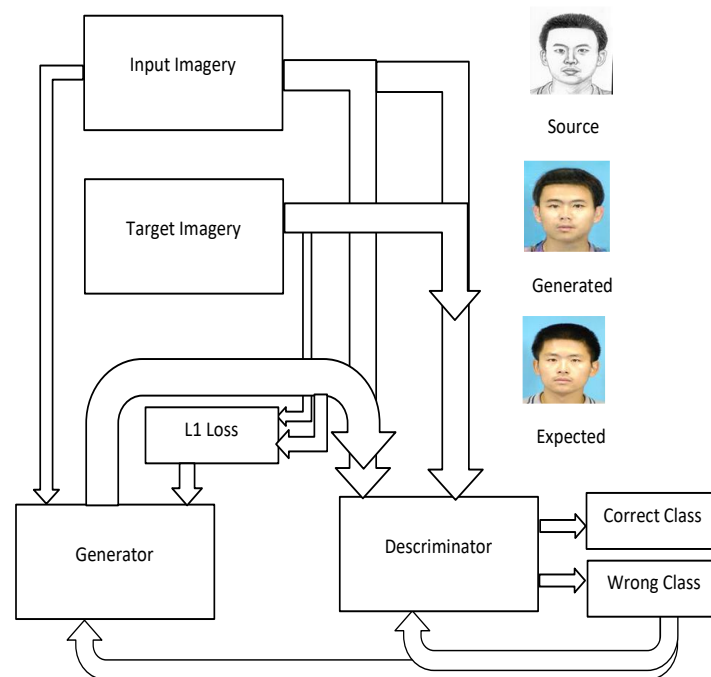 Input Imagery
Source
Target Imagery
Generated
L1 Loss
Expected
Generator
Descriminator
Correct Class
Wrong Class